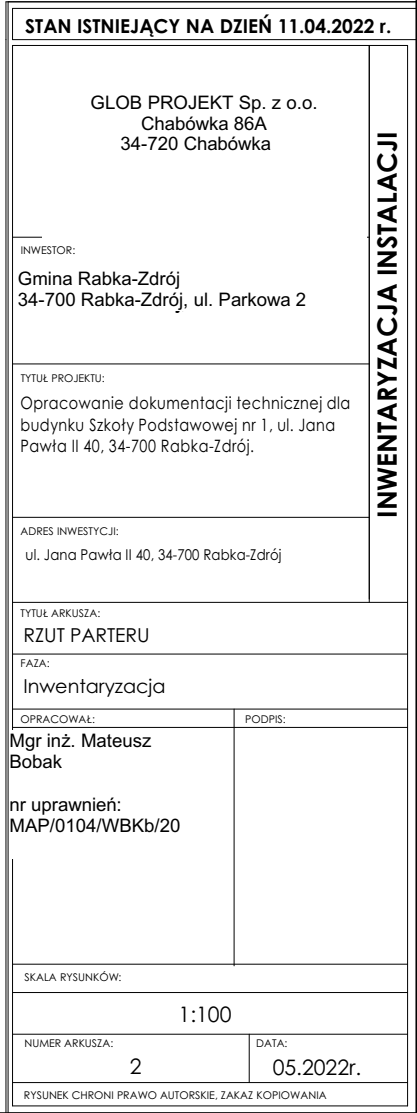 STAN ISTNIEJĄCY NA DZIEŃ 11.04.2022 r.
GLOB PROJEKT Sp. z o.o.
Chabówka 86A
34-720 Chabówka
INWENTARYZACJA INSTALACJI
INWESTOR:
Gmina Rabka-Zdrój
34-700 Rabka-Zdrój, ul. Parkowa 2
TYTUŁ PROJEKTU:
Opracowanie dokumentacji technicznej dla
budynku Szkoły Podstawowej nr 1, ul. Jana
Pawła II 40, 34-700 Rabka-Zdrój.
ADRES INWESTYCJI:
ul. Jana Pawła II 40, 34-700 Rabka-Zdrój
TYTUŁ ARKUSZA:
RZUT PARTERU
FAZA:
Inwentaryzacja
OPRACOWAŁ:
PODPIS:
Mgr inż. Mateusz
Bobak
nr uprawnień:
MAP/0104/WBKb/20
SKALA RYSUNKÓW:
1:100
NUMER ARKUSZA:
2
DATA:
05.2022r.
RYSUNEK CHRONI PRAWO AUTORSKIE, ZAKAZ KOPIOWANIA